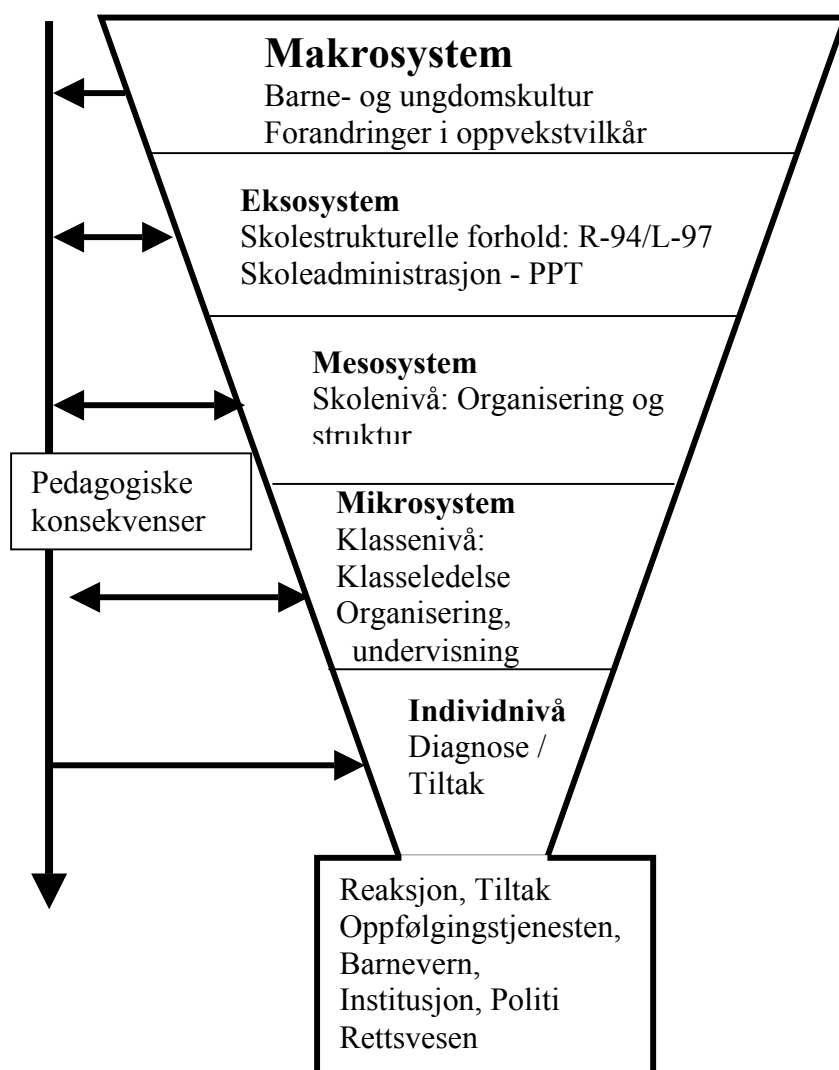 Makrosystem
Barne- og ungdomskultur
Forandringer i oppvekstvilkår
Eksosystem
Skolestrukturelle forhold: R-94/L-97
Skoleadministrasjon - PPT
Mesosystem
Skolenivå: Organisering og
struktur
Pedagogiske
konsekvenser
Mikrosystem
Klassenivå:
Klasseledelse
Organisering,
undervisning
Individnivå
Diagnose /
Tiltak
Reaksjon, Tiltak
Oppfølgingstjenesten,
Barnevern,
Institusjon, Politi
Rettsvesen